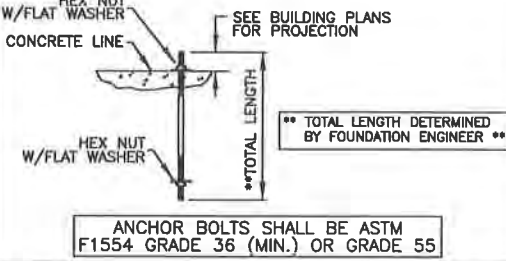 HEX NUT
W/FLAT WASHER
SEE BUILDING PLANS
FOR PROJECTION
CONCRETE LINE
**TOTAL LENGTH
** TOTAL LENGTH DETERMINED
BY FOUNDATION ENGINEER **
HEX NUT
W/FLAT WASHER
ANCHOR BOLTS SHALL BE ASTM
F1554 GRADE 36 (MIN.) OR GRADE 55